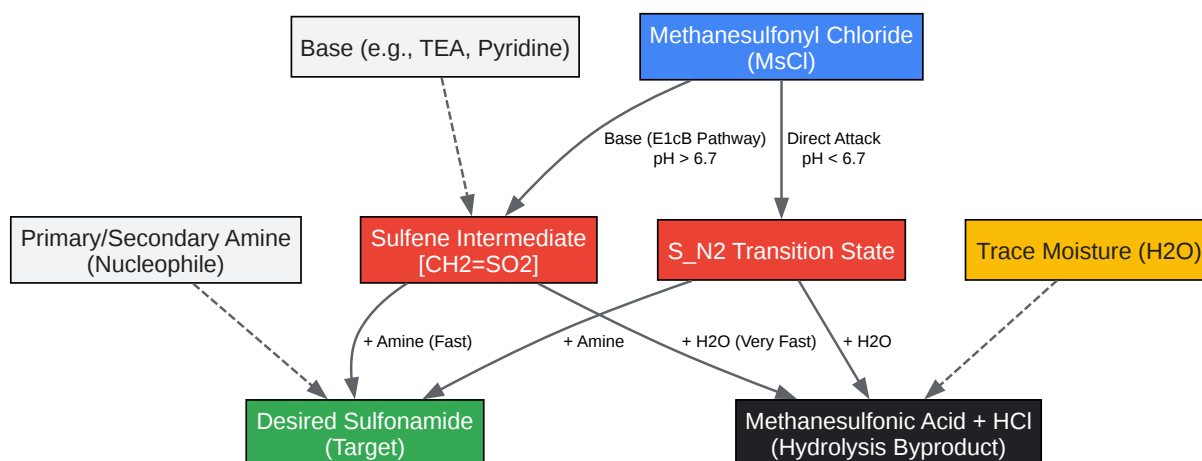 Base (e.g., TEA, Pyridine)
Methanesulfonyl Chloride
(MsCl)
Base (E1cB Pathway)
pH > 6.7
Direct Attack
pH < 6.7
Primary/Secondary Amine
(Nucleophile)
Sulfene Intermediate
[CH2=SO2]
S_N2 Transition State
Trace Moisture (H2O)
+ Amine (Fast)
+ Amine
+ H2O (Very Fast)
+ H2O
Desired Sulfonamide
(Target)
Methanesulfonic Acid + HCl
(Hydrolysis Byproduct)